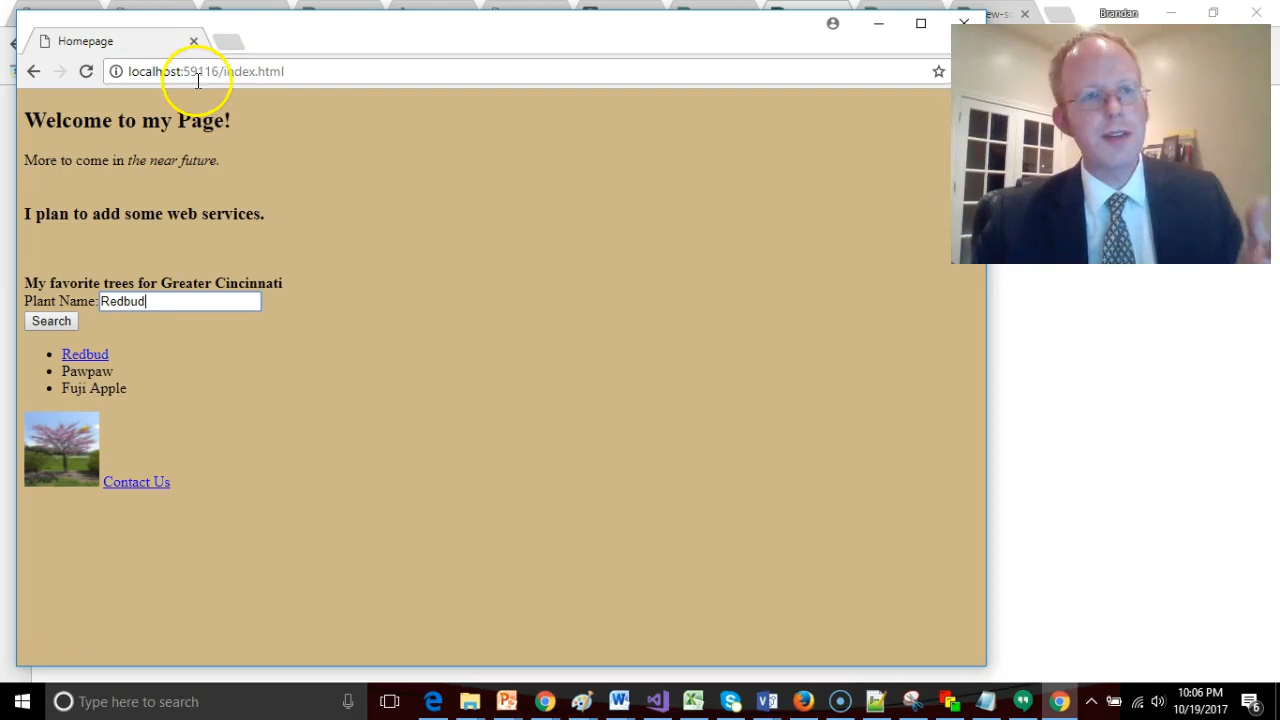 Brandan
Homepage
localhost:59116/index.html
Welcome to my Page!
More to come in the near future.
I plan to add some web services.
My favorite trees for Greater Cincinnati
Plant Name: Redbud
Search
Redbud
Pawpaw
Fuji Apple
Contact Us
Type here to search
10:06 PM
10/19/2017
6